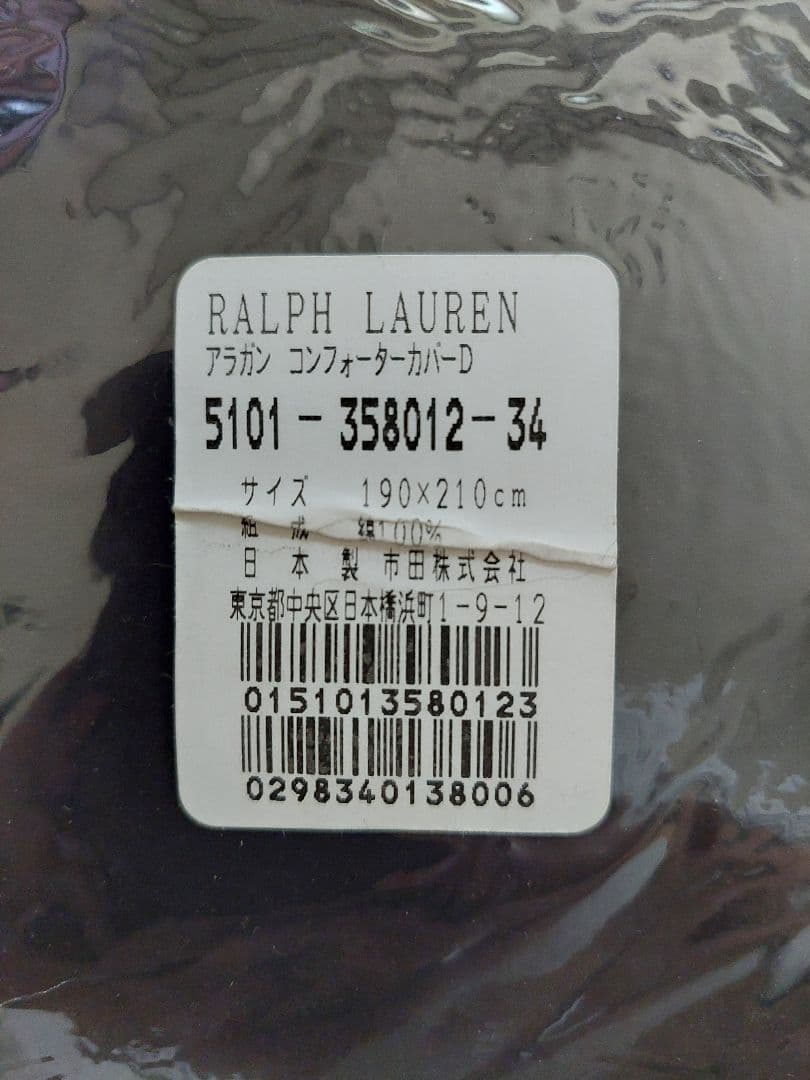 RALPH LAUREN
アラガン コンフォーターカバーD
5101-358012-34
サイズ 190×210cm
組成 綿100%
日本製 市田株式会社
東京都中央区日本橋浜町1-9-12
0151013580123
0298340138006